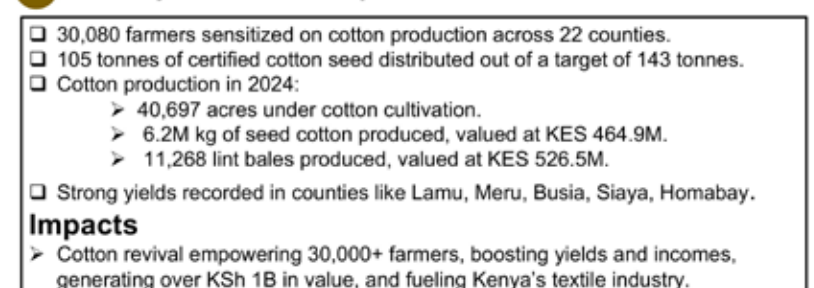 ❑ 30,080 farmers sensitized on cotton production across 22 counties.
❑ 105 tonnes of certified cotton seed distributed out of a target of 143 tonnes.
❑ Cotton production in 2024:
➢ 40,697 acres under cotton cultivation.
➢ 6.2M kg of seed cotton produced, valued at KES 464.9M.
➢ 11,268 lint bales produced, valued at KES 526.5M.
❑ Strong yields recorded in counties like Lamu, Meru, Busia, Siaya, Homabay.
Impacts
➢ Cotton revival empowering 30,000+ farmers, boosting yields and incomes,
generating over KSh 1B in value, and fueling Kenya's textile industry.